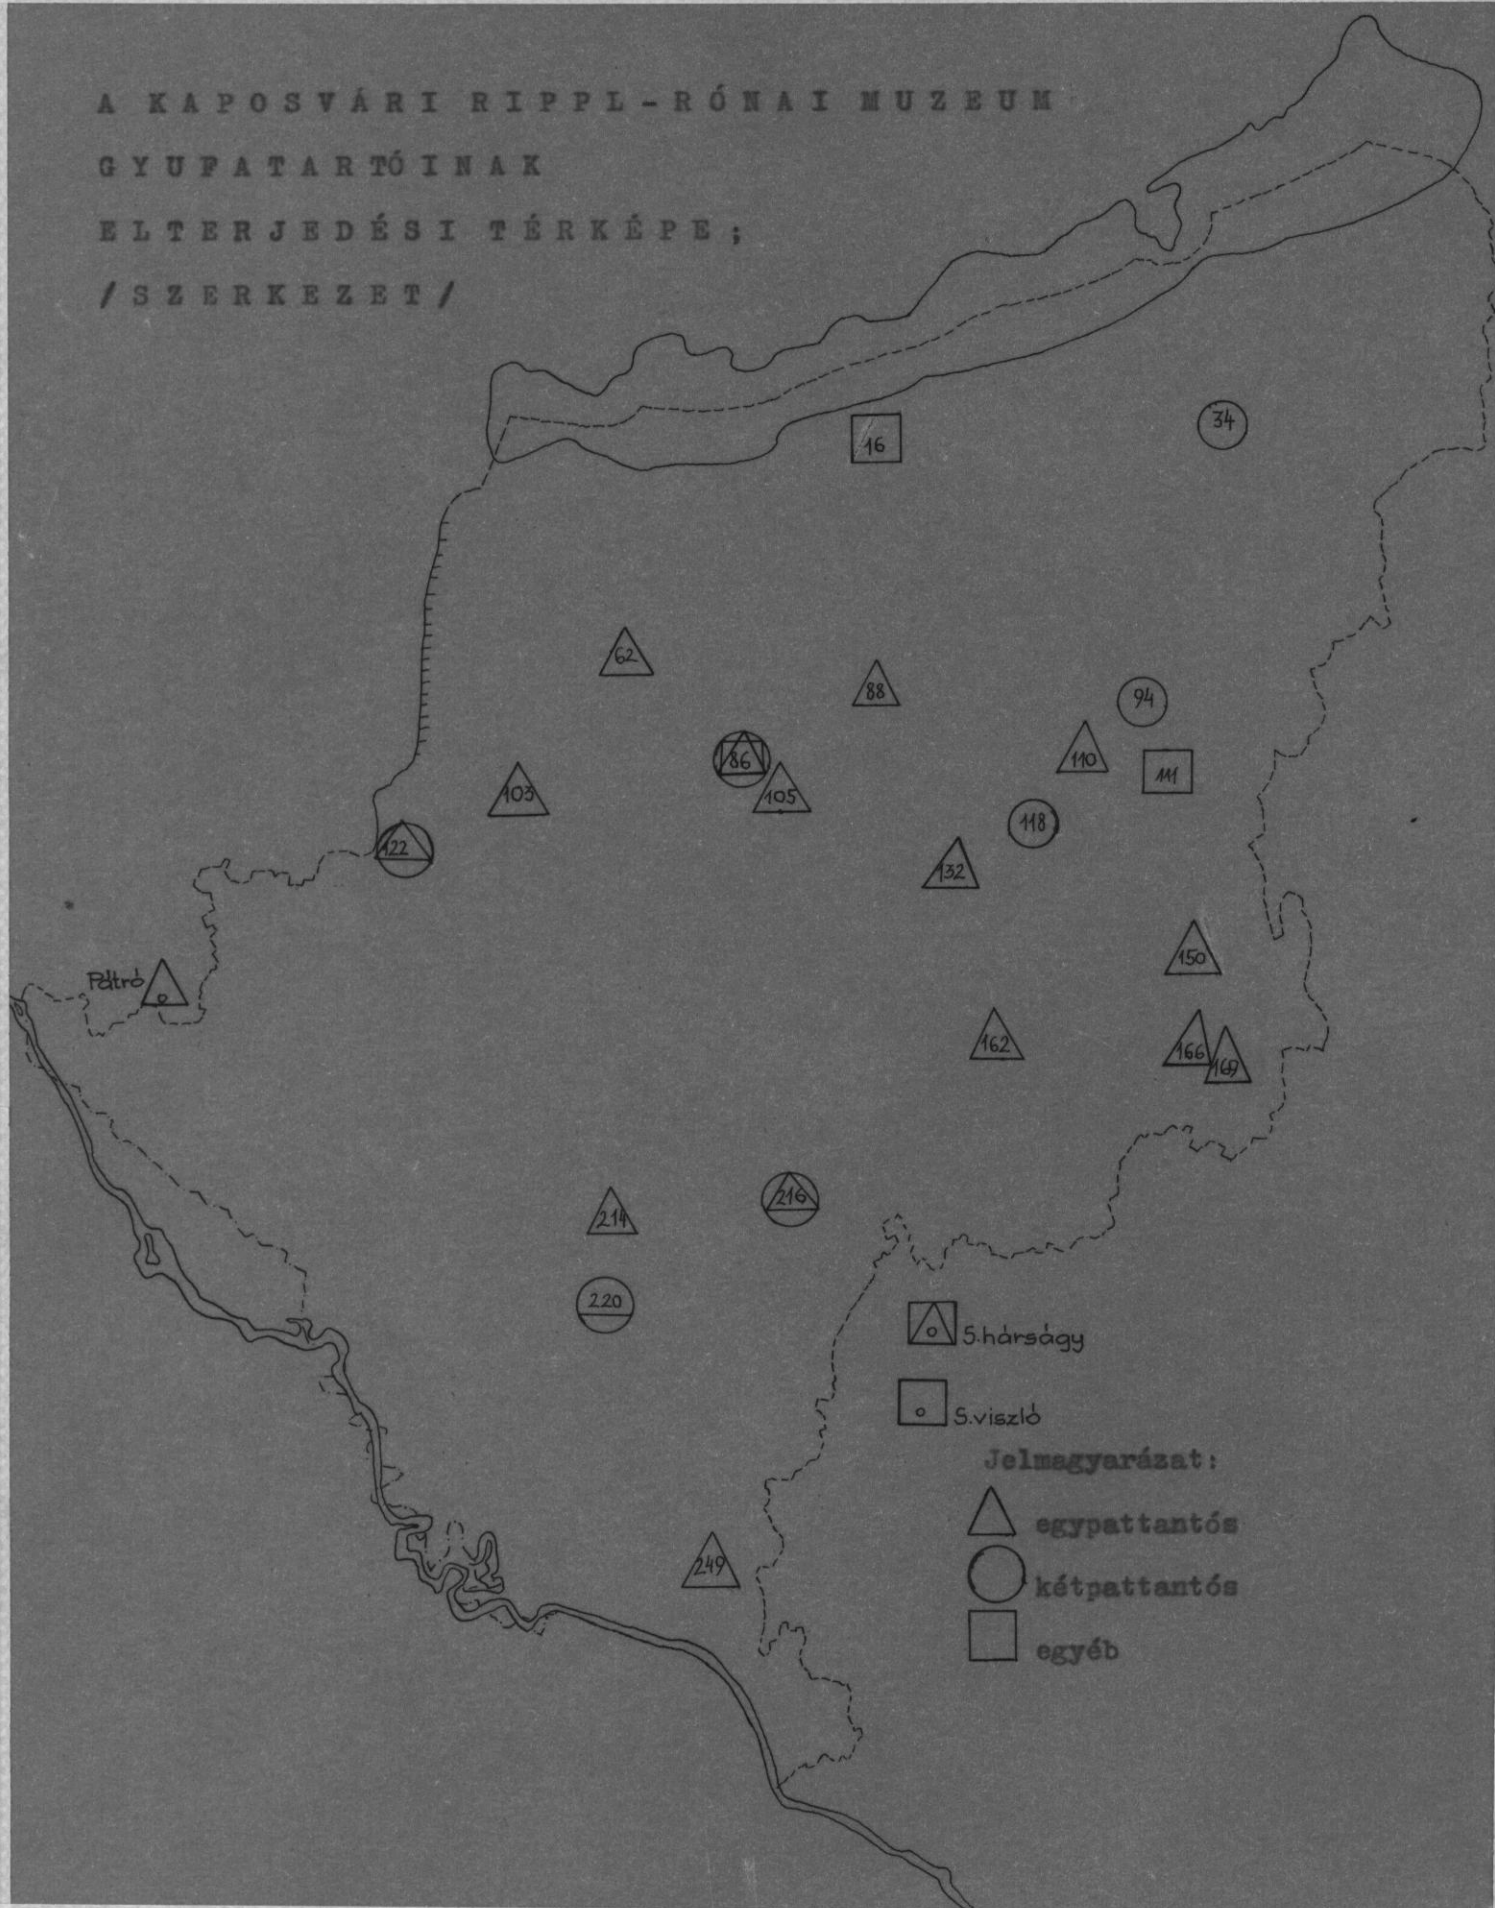 A KAPOSVÁRI RIPPL-RÓNAI MUZEUM
GYUFATARTÓINAK
ELTERJEDÉSI TÉRKÉPE;
/SZERKEZET/
16
34
62
88
94
86
110
111
103
105
118
122
132
150
Pátró
162
166
169
214
216
220
S.hárságy
S.viszló
Jelmagyarázat:
egypattantós
249
kétpattantós
egyéb